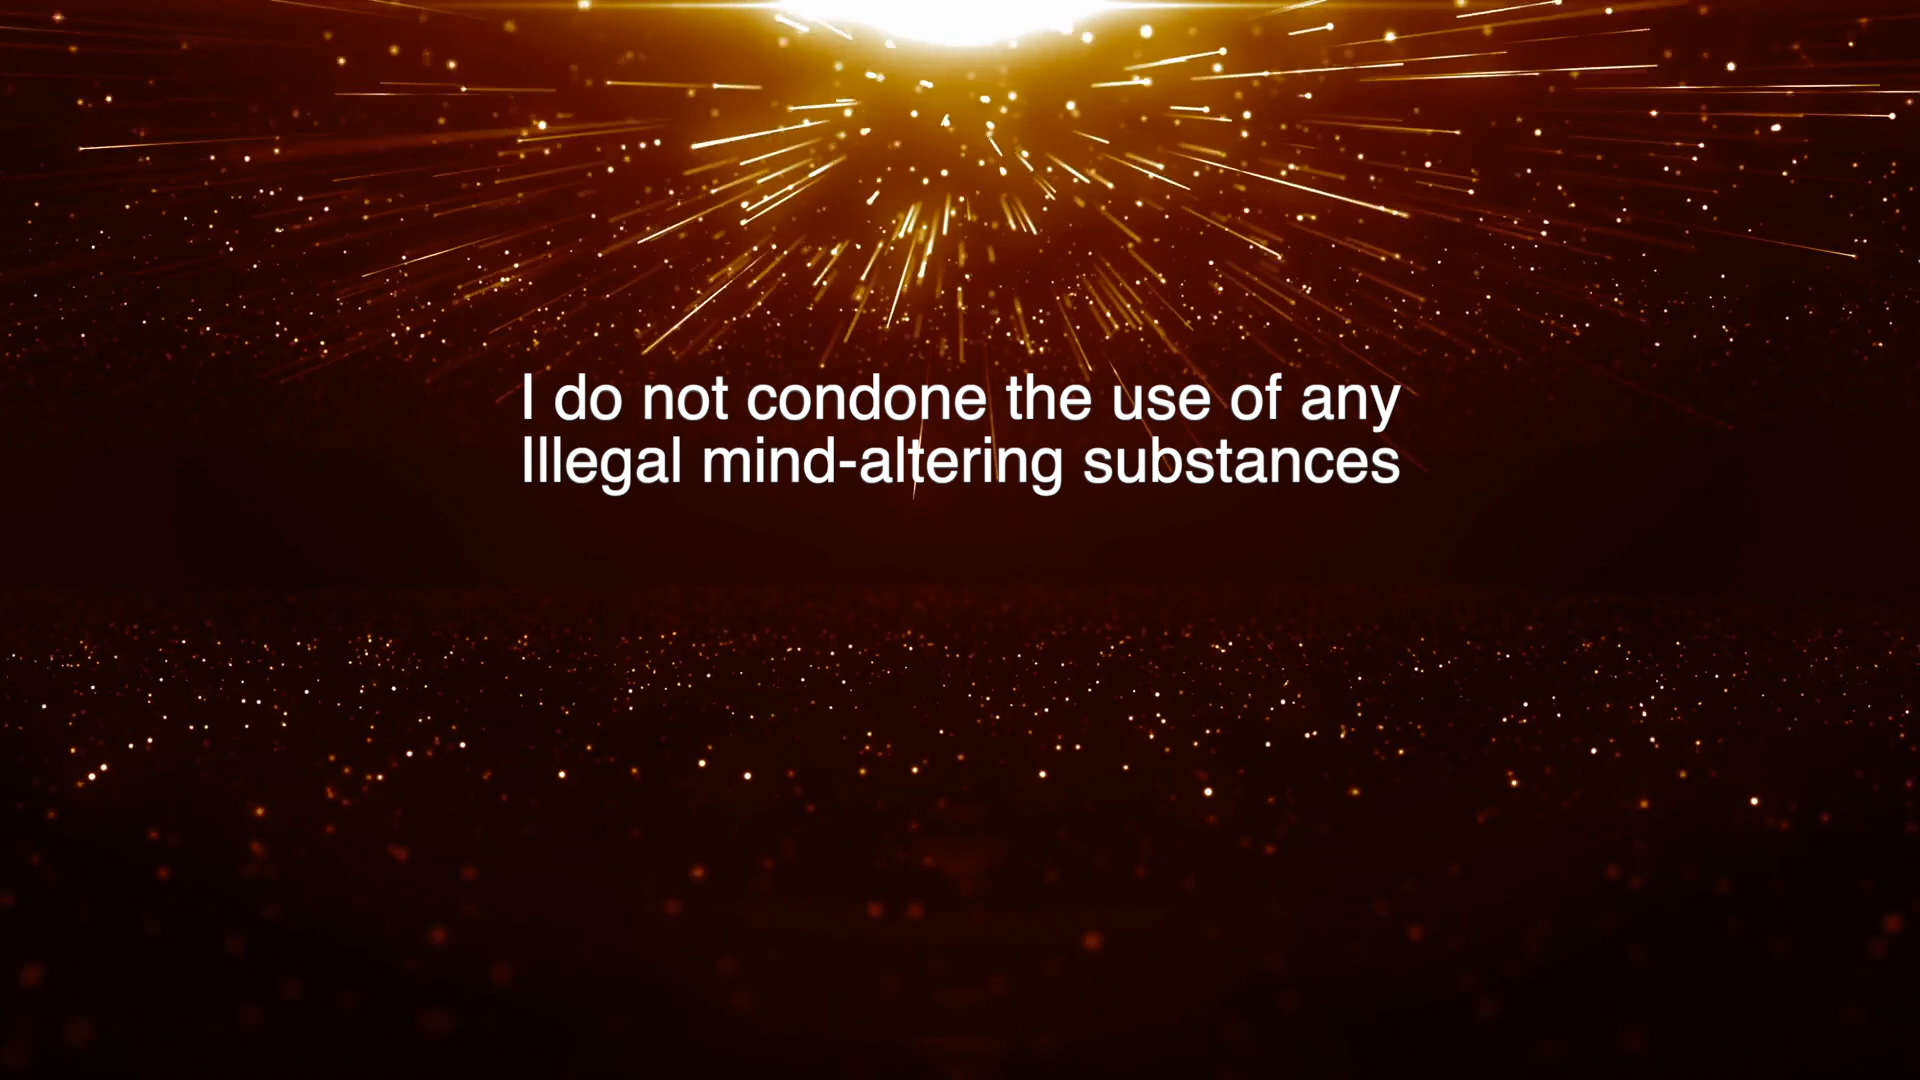 I do not condone the use of any
Illegal mind-altering substances